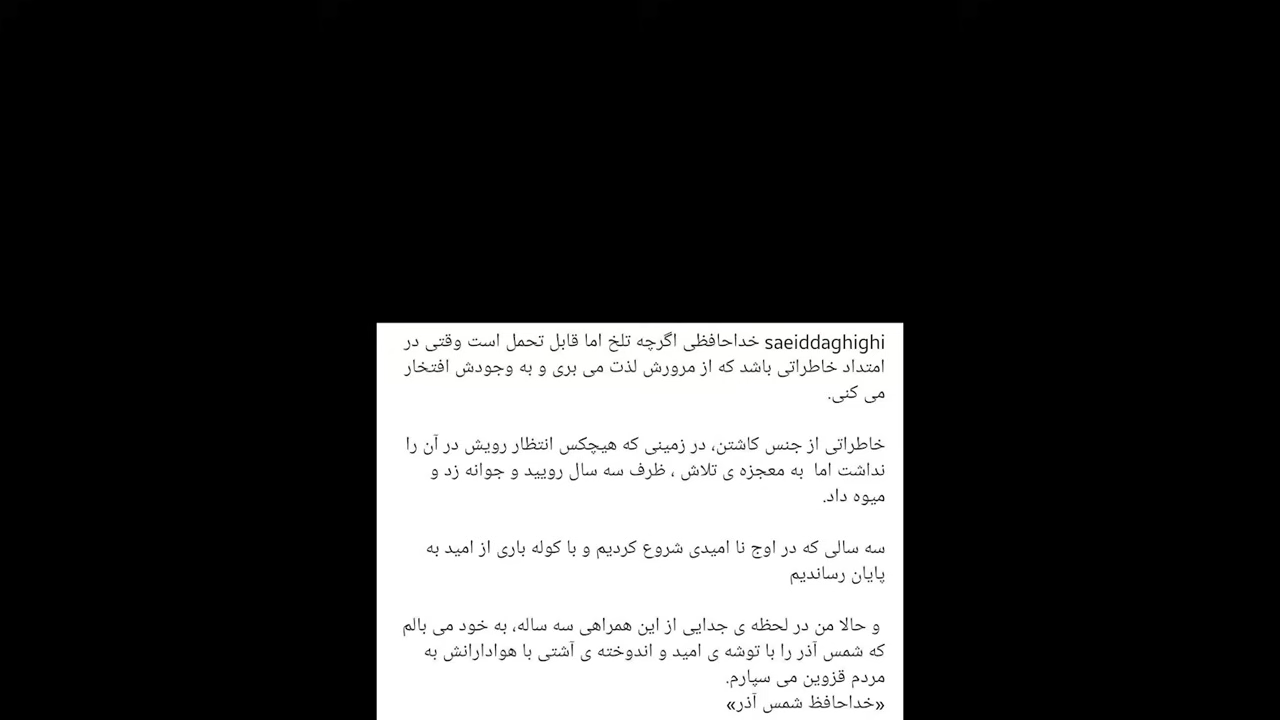 saeiddaghighi خداحافظی اگرچه تلخ اما قابل تحمل است وقتی در
امتداد خاطراتی باشد که از مرورش لذت می بری و به وجودش افتخار
می کنی.
خاطراتی از جنس کاشتن، در زمینی که هیچکس انتظار رویش در آن را
نداشت اما  به معجزه ی تلاش ، ظرف سه سال رویید و جوانه زد و
میوه داد.
سه سالی که در اوج نا امیدی شروع کردیم و با کوله باری از امید به
پایان رساندیم
و حالا من در لحظه ی جدایی از این همراهی سه ساله، به خود می بالم
که شمس آذر را با توشه ی امید و اندوخته ی آشتی با هوادارانش به
مردم قزوین می سپارم.
«خداحافظ شمس آذر»